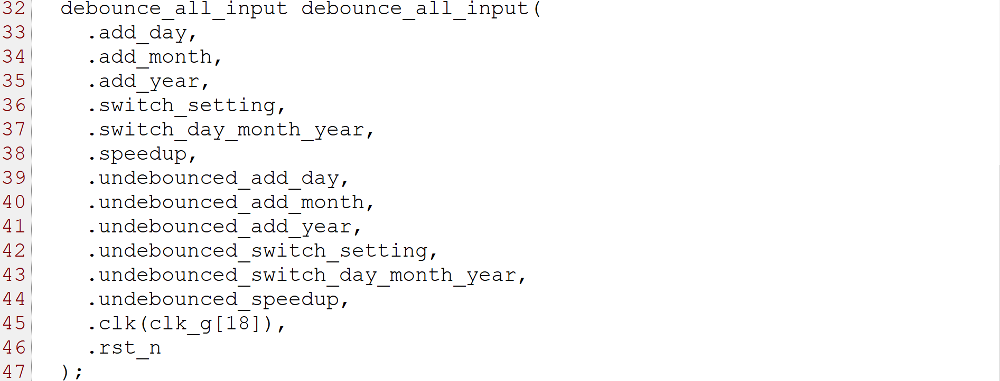 32 debounce_all_input debounce_all_input(
33 .add_day,
34 .add_month,
35 .add_year,
36 .switch_setting,
37 .switch_day_month_year,
38 .speedup,
39 .undebounced_add_day,
40 .undebounced_add_month,
41 .undebounced_add_year,
42 .undebounced_switch_setting,
43 .undebounced_switch_day_month_year,
44 .undebounced_speedup,
45 .clk(clk_g[18]),
46 .rst_n
47 );